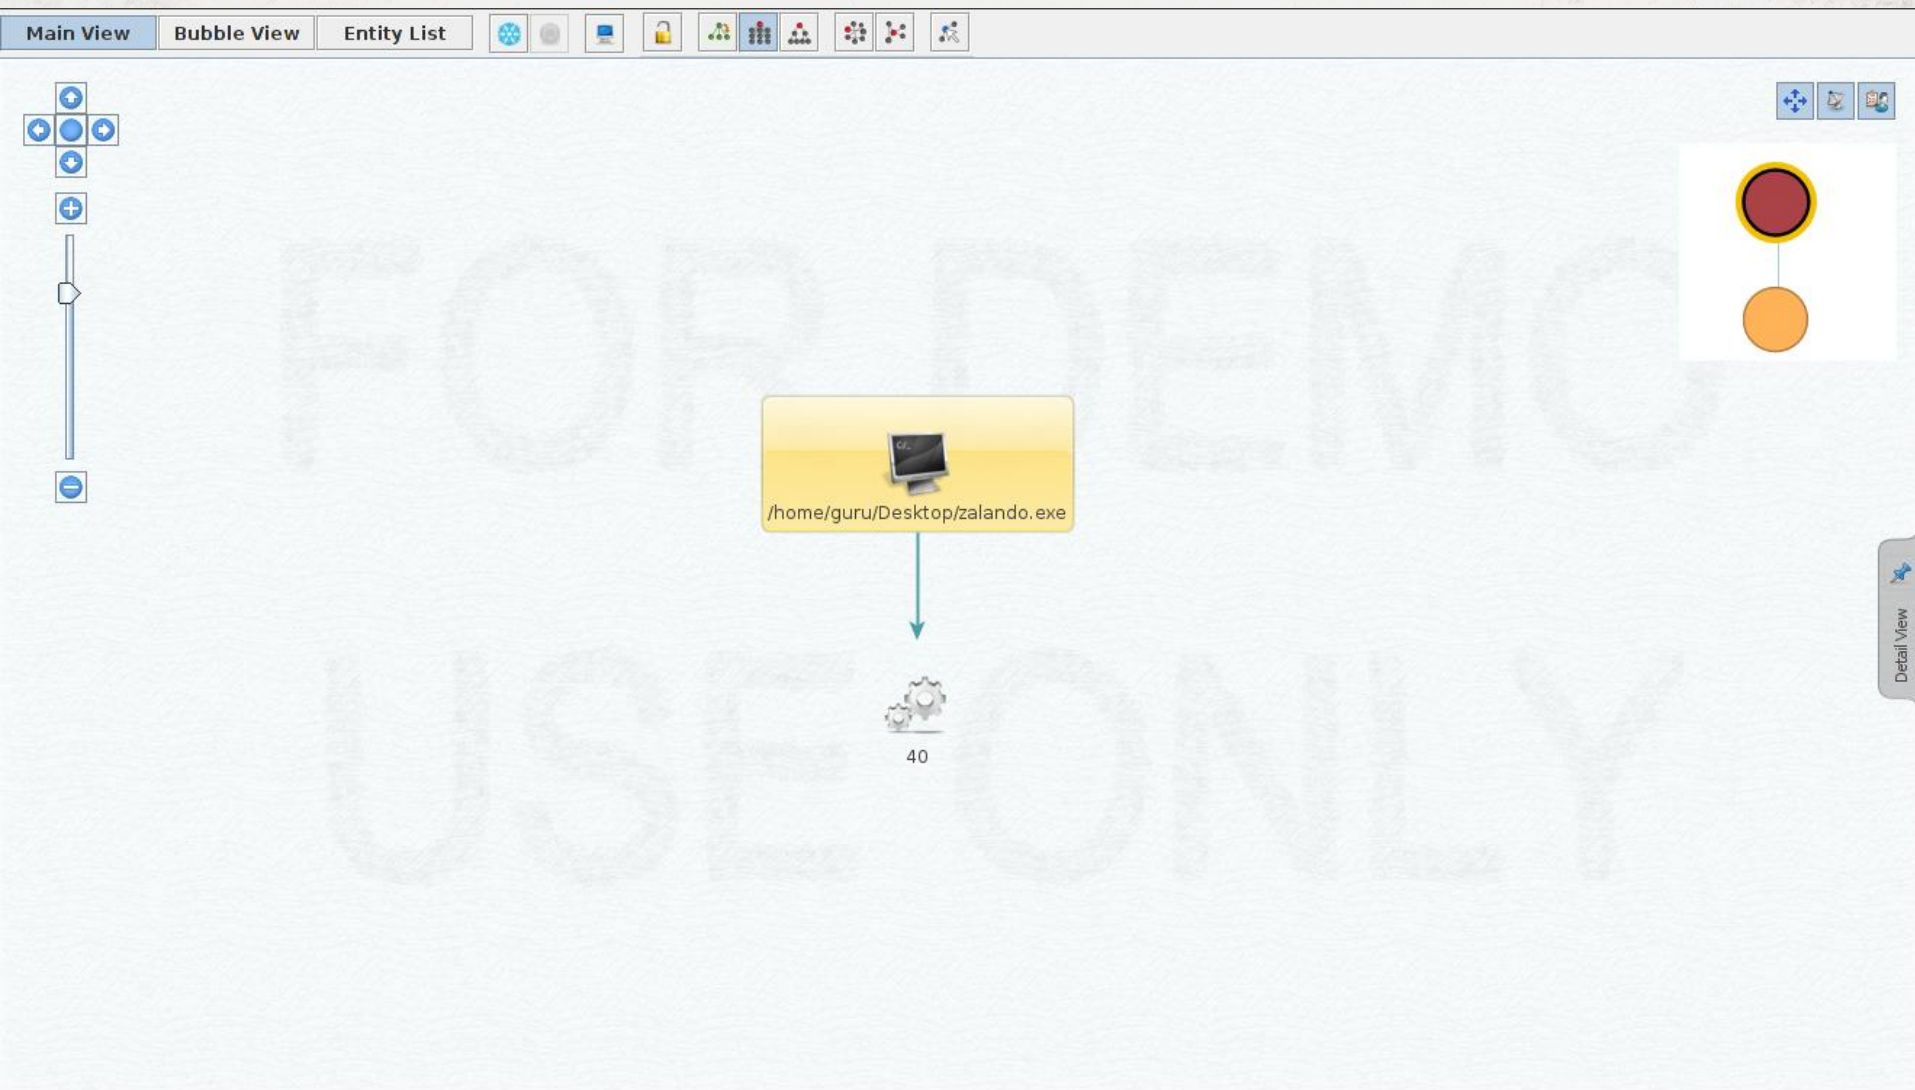 Main View
Bubble View
Entity List
FOR DEMO
/home/guru/Desktop/zalando.exe
Detail View
USE ONLY
40